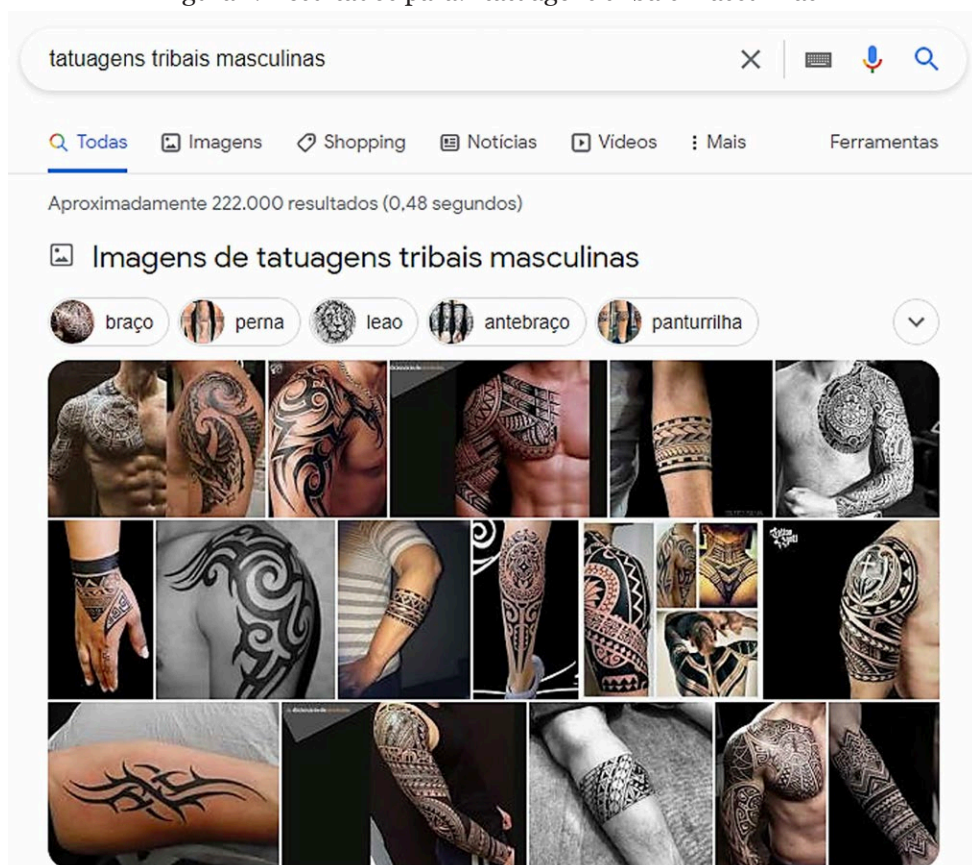 tatuagens tribais masculinas
Todas Imagens Shopping Notícias Vídeos Mais Ferramentas
Aproximadamente 222.000 resultados (0,48 segundos)
Imagens de tatuagens tribais masculinas
braço perna leao antebraço panturrilha